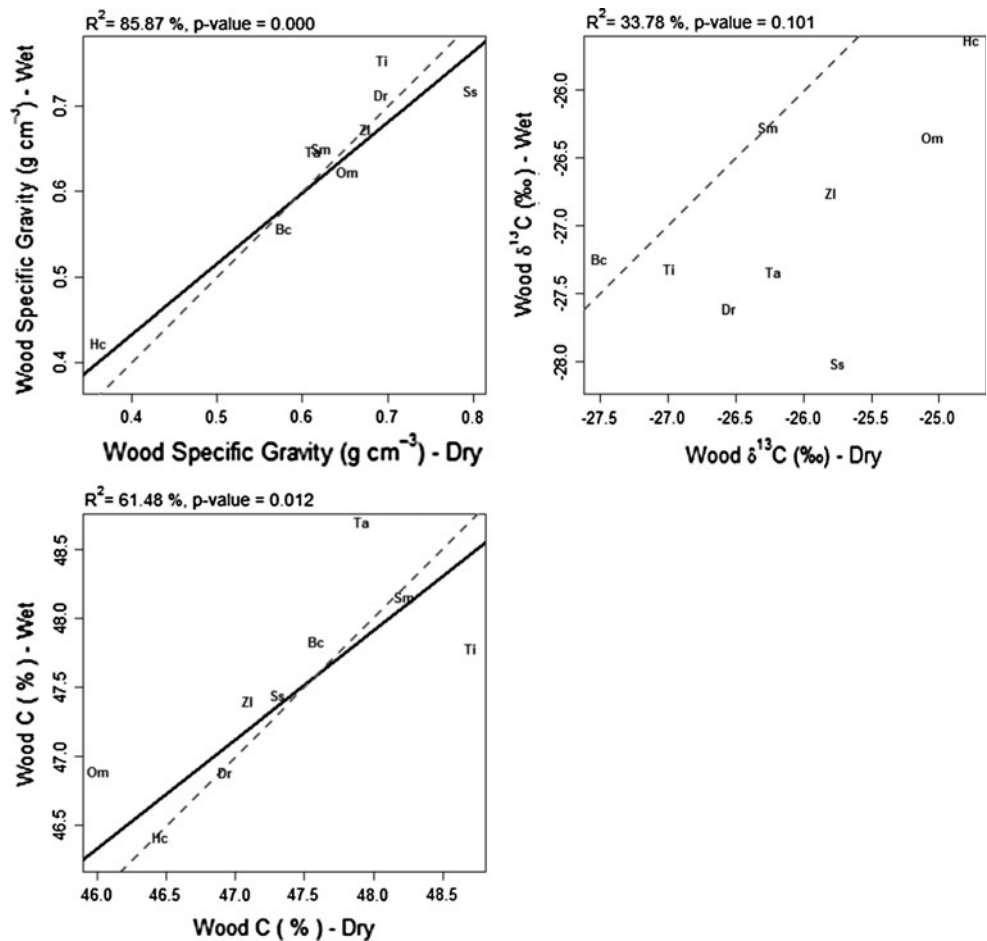 R²= 85.87 %, p-value = 0.000
Wood Specific Gravity (g cm⁻³) - Wet
0.7
0.6
0.5
0.4
Ti
Dr
Ss
Zl
Sm
Ta
Om
Bc
Hc
0.4 0.5 0.6 0.7 0.8
Wood Specific Gravity (g cm⁻³) - Dry
R²= 33.78 %, p-value = 0.101
Wood δ¹³C (‰) - Wet
-26.0
-26.5
-27.0
-27.5
-28.0
Hc
Sm
Om
Zl
Bc
Ti
Ta
Dr
Ss
-27.5 -27.0 -26.5 -26.0 -25.5 -25.0
Wood δ¹³C (‰) - Dry
R²= 61.48 %, p-value = 0.012
Wood C ( % ) - Wet
48.5
48.0
47.5
47.0
46.5
Ta
Sm
Bc
Ti
Ss
Zl
Om
Dr
Hc
46.0 46.5 47.0 47.5 48.0 48.5
Wood C ( % ) - Dry